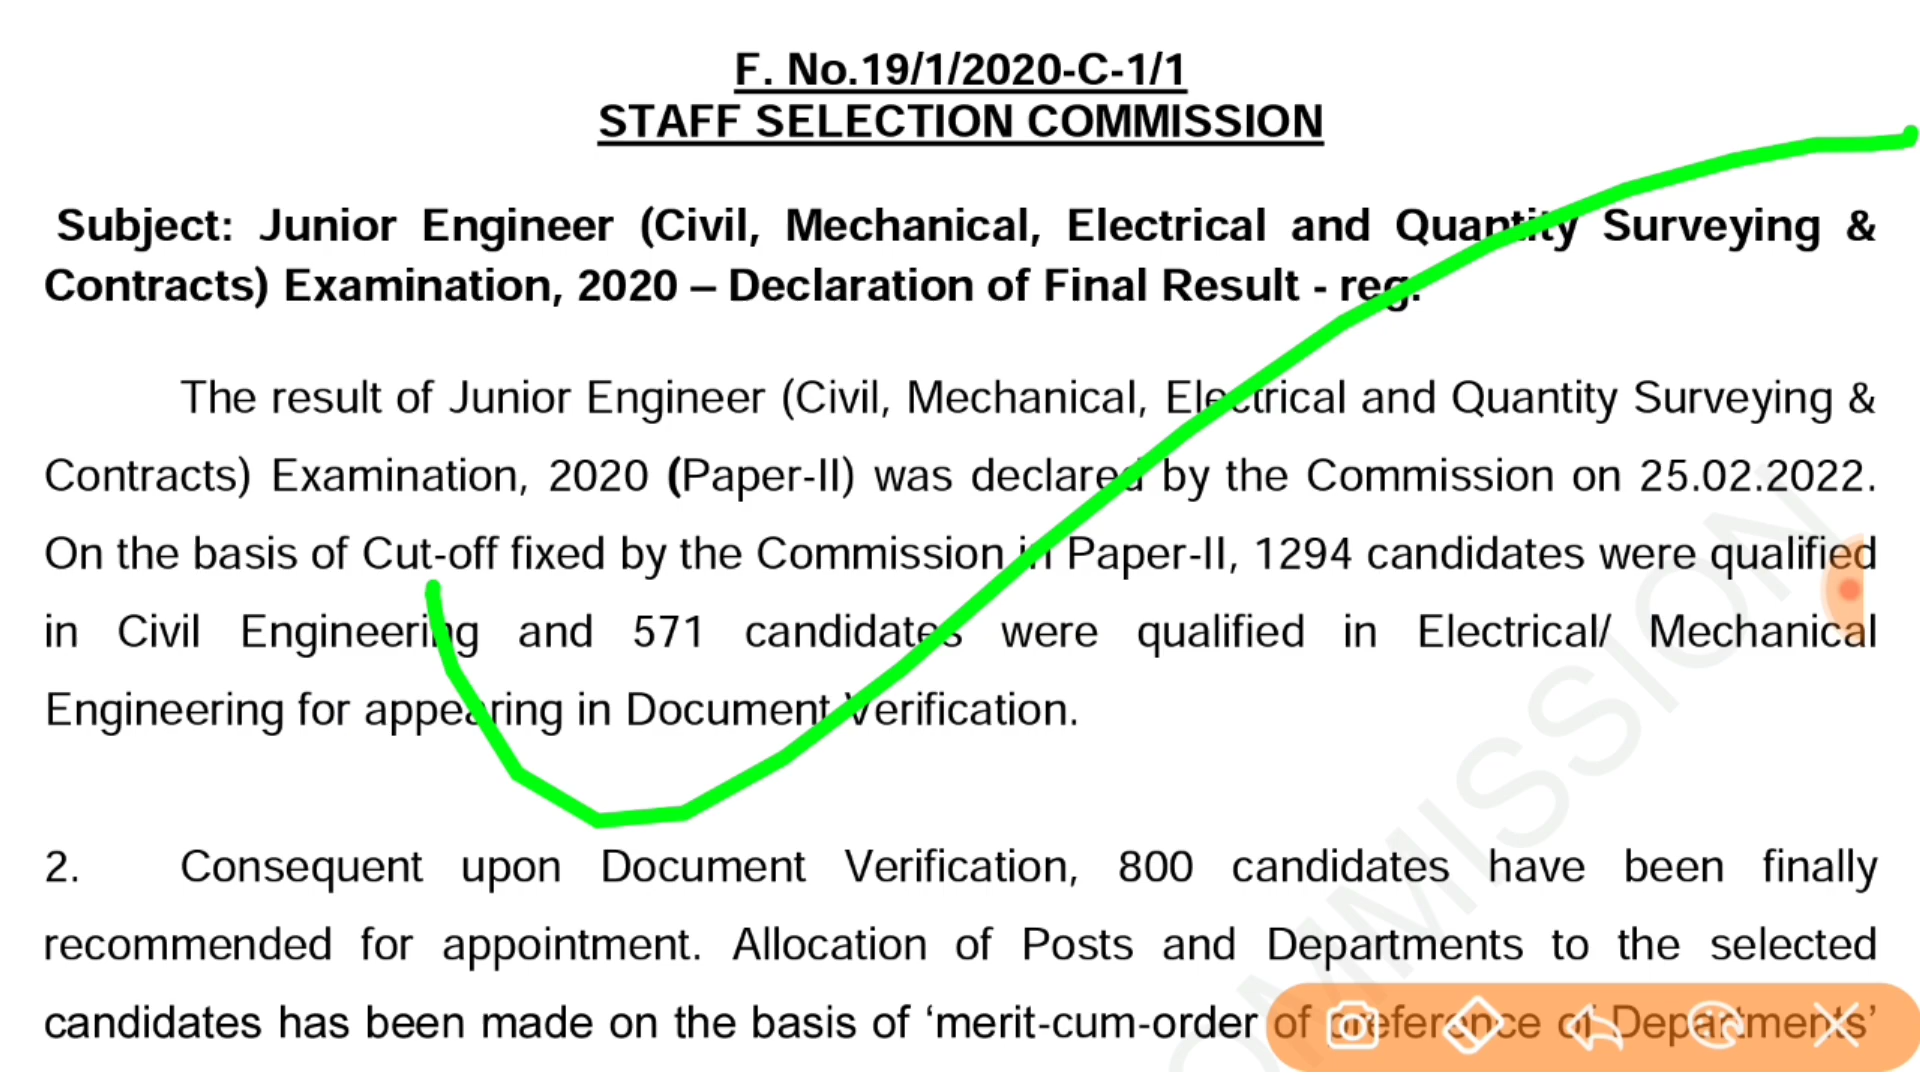 F. No.19/1/2020-C-1/1
STAFF SELECTION COMMISSION
Subject: Junior Engineer (Civil, Mechanical, Electrical and Quantity Surveying &
Contracts) Examination, 2020 – Declaration of Final Result - reg.
The result of Junior Engineer (Civil, Mechanical, Electrical and Quantity Surveying &
Contracts) Examination, 2020 (Paper-II) was declared by the Commission on 25.02.2022.
On the basis of Cut-off fixed by the Commission in Paper-II, 1294 candidates were qualified
in Civil Engineering and 571 candidates were qualified in Electrical/ Mechanical
Engineering for appearing in Document Verification.
2. Consequent upon Document Verification, 800 candidates have been finally
recommended for appointment. Allocation of Posts and Departments to the selected
candidates has been made on the basis of ‘merit-cum-order of preference of Departments’